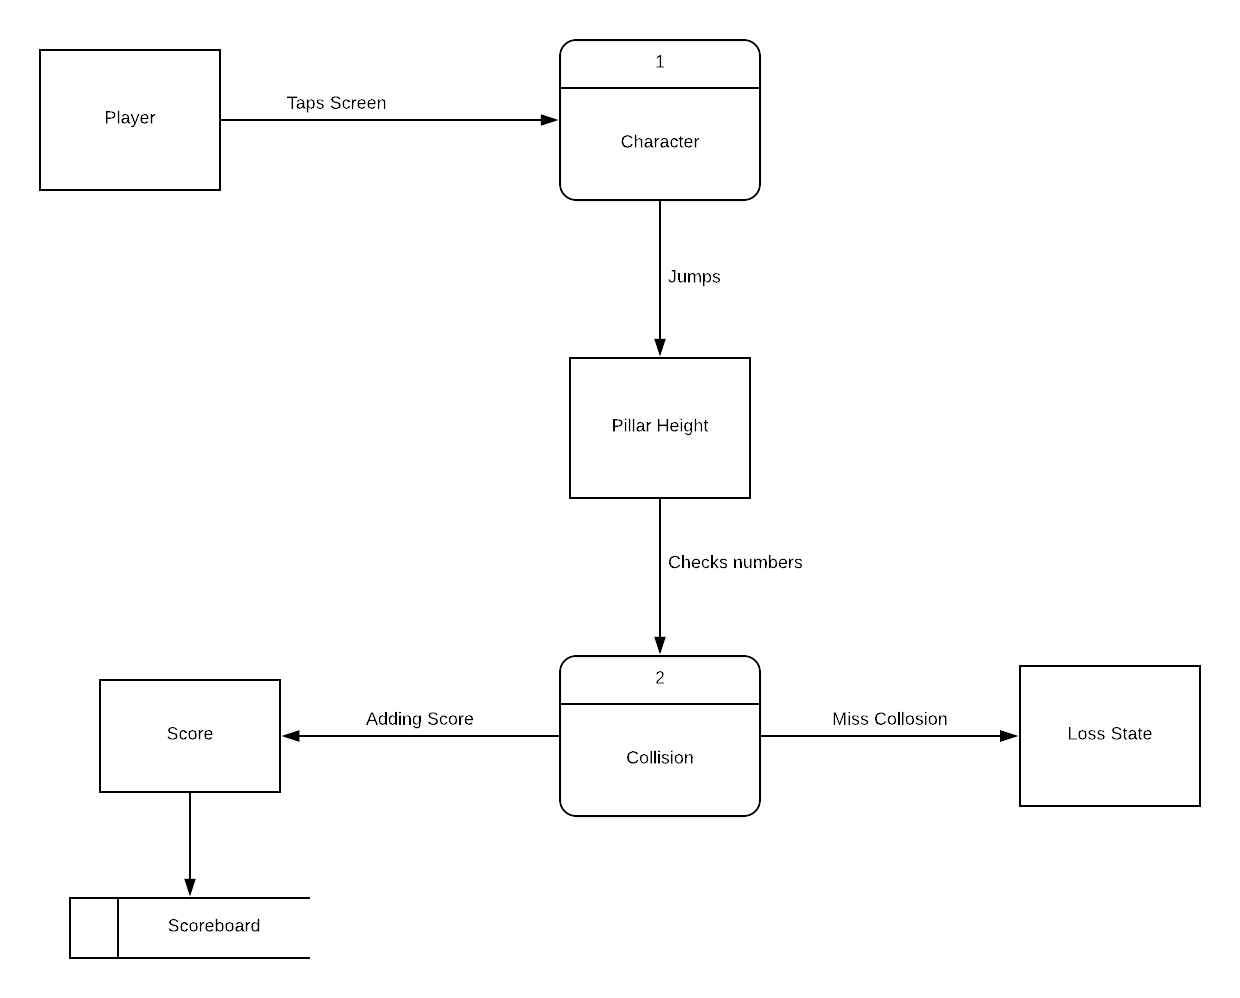 1
Player
Taps Screen
Character
Jumps
Pillar Height
Checks numbers
2
Score
Adding Score
Collision
Miss Collosion
Loss State
Scoreboard